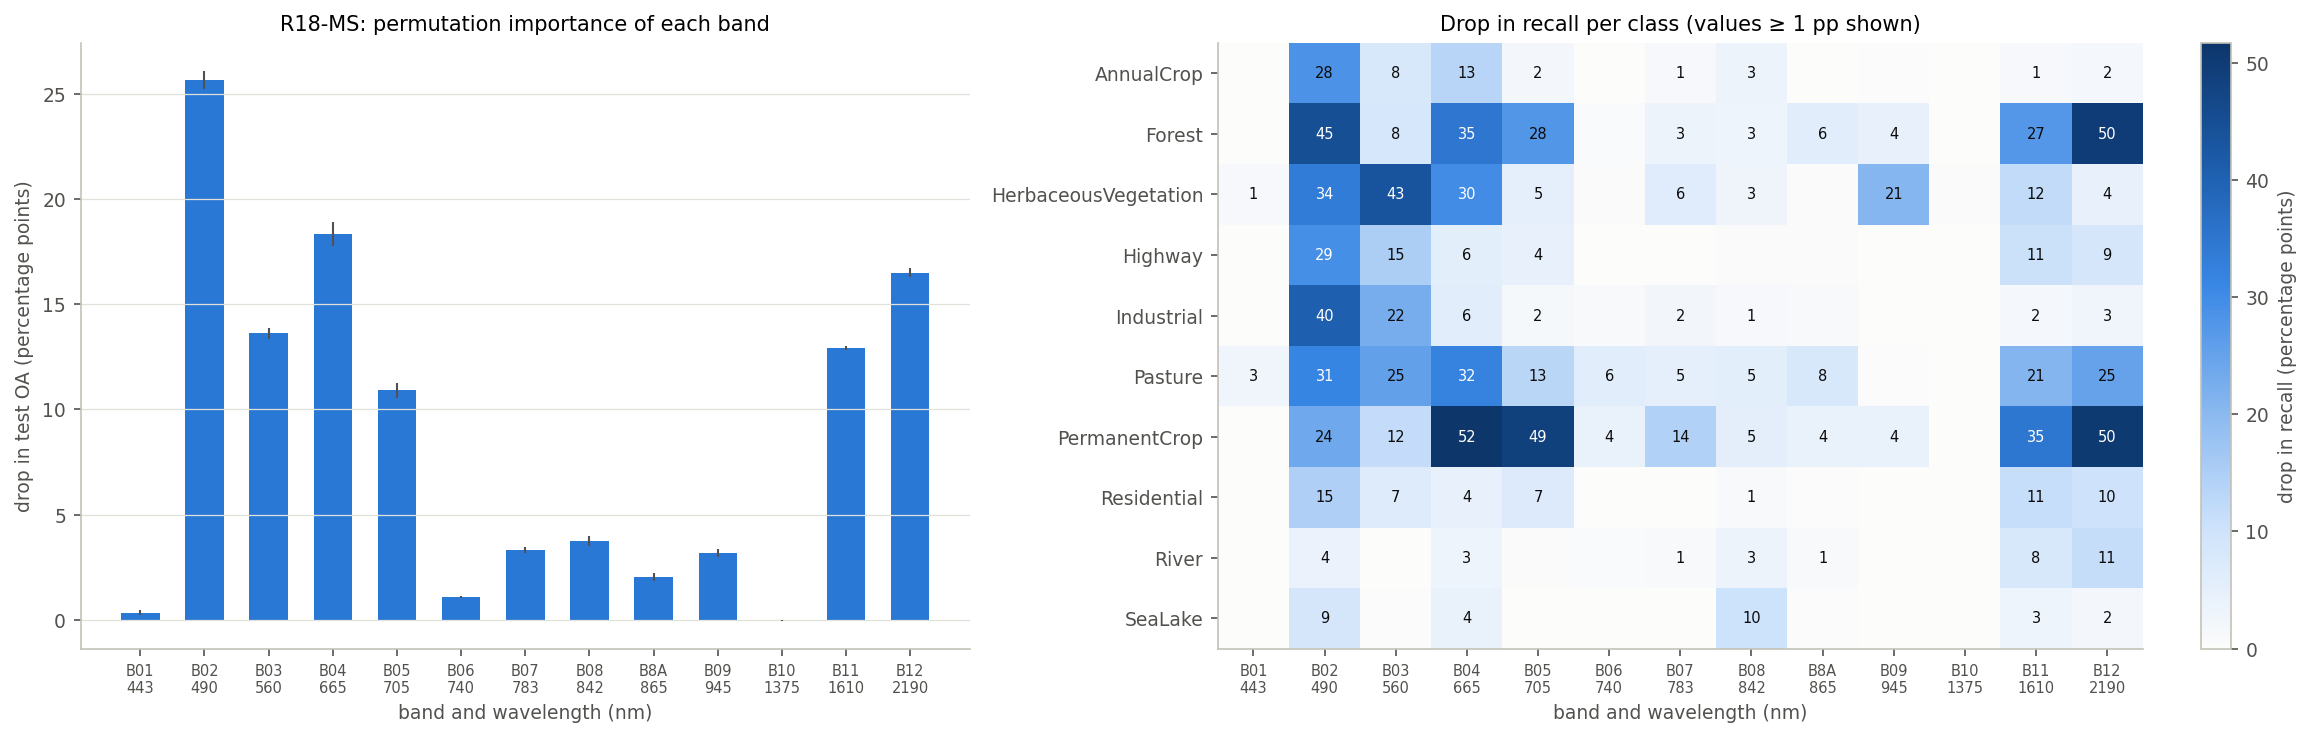 R18-MS: permutation importance of each band
drop in test OA (percentage points)
25
20
15
10
5
0
B01 B02 B03 B04 B05 B06 B07 B08 B8A B09 B10 B11 B12
443 490 560 665 705 740 783 842 865 945 1375 1610 2190
band and wavelength (nm)
Drop in recall per class (values ≥ 1 pp shown)
AnnualCrop 28 8 13 2 1 3 1 2
Forest 45 8 35 28 3 3 6 4 27 50
HerbaceousVegetation 1 34 43 30 5 6 3 21 12 4
Highway 29 15 6 4 11 9
Industrial 40 22 6 2 2 1 2 3
Pasture 3 31 25 32 13 6 5 5 8 21 25
PermanentCrop 24 12 52 49 4 14 5 4 4 35 50
Residential 15 7 4 7 1 11 10
River 4 3 1 3 1 8 11
SeaLake 9 4 10 3 2
B01 B02 B03 B04 B05 B06 B07 B08 B8A B09 B10 B11 B12
443 490 560 665 705 740 783 842 865 945 1375 1610 2190
band and wavelength (nm)
50
40
30
20
10
0
drop in recall (percentage points)